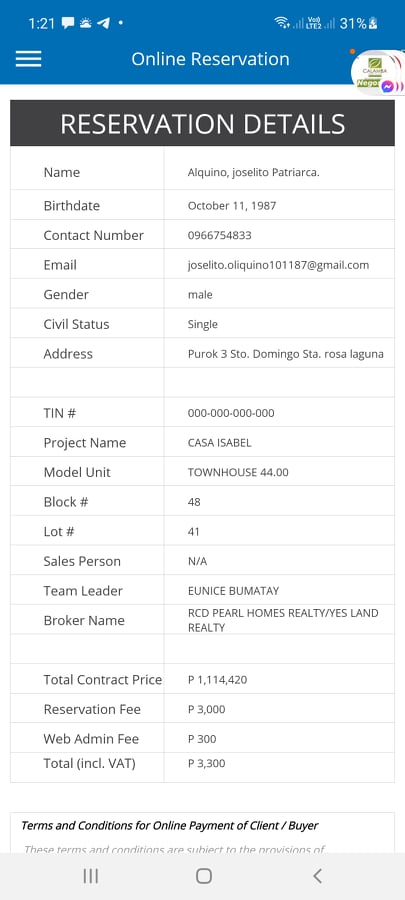 1:21 31%
Vo))
LTE2
Online Reservation
CALAMBA
RESERVATION DETAILS
Name Alquino, joselito Patriarca.
Birthdate October 11, 1987
Contact Number 0966754833
Email joselito.oliquino101187@gmail.com
Gender male
Civil Status Single
Address Purok 3 Sto. Domingo Sta. rosa laguna
TIN # 000-000-000-000
Project Name CASA ISABEL
Model Unit TOWNHOUSE 44.00
Block # 48
Lot # 41
Sales Person N/A
Team Leader EUNICE BUMATAY
Broker Name RCD PEARL HOMES REALTY/YES LAND
REALTY
Total Contract Price P 1,114,420
Reservation Fee P 3,000
Web Admin Fee P 300
Total (incl. VAT) P 3,300
Terms and Conditions for Online Payment of Client / Buyer
These terms and conditions are subject to the provisions of